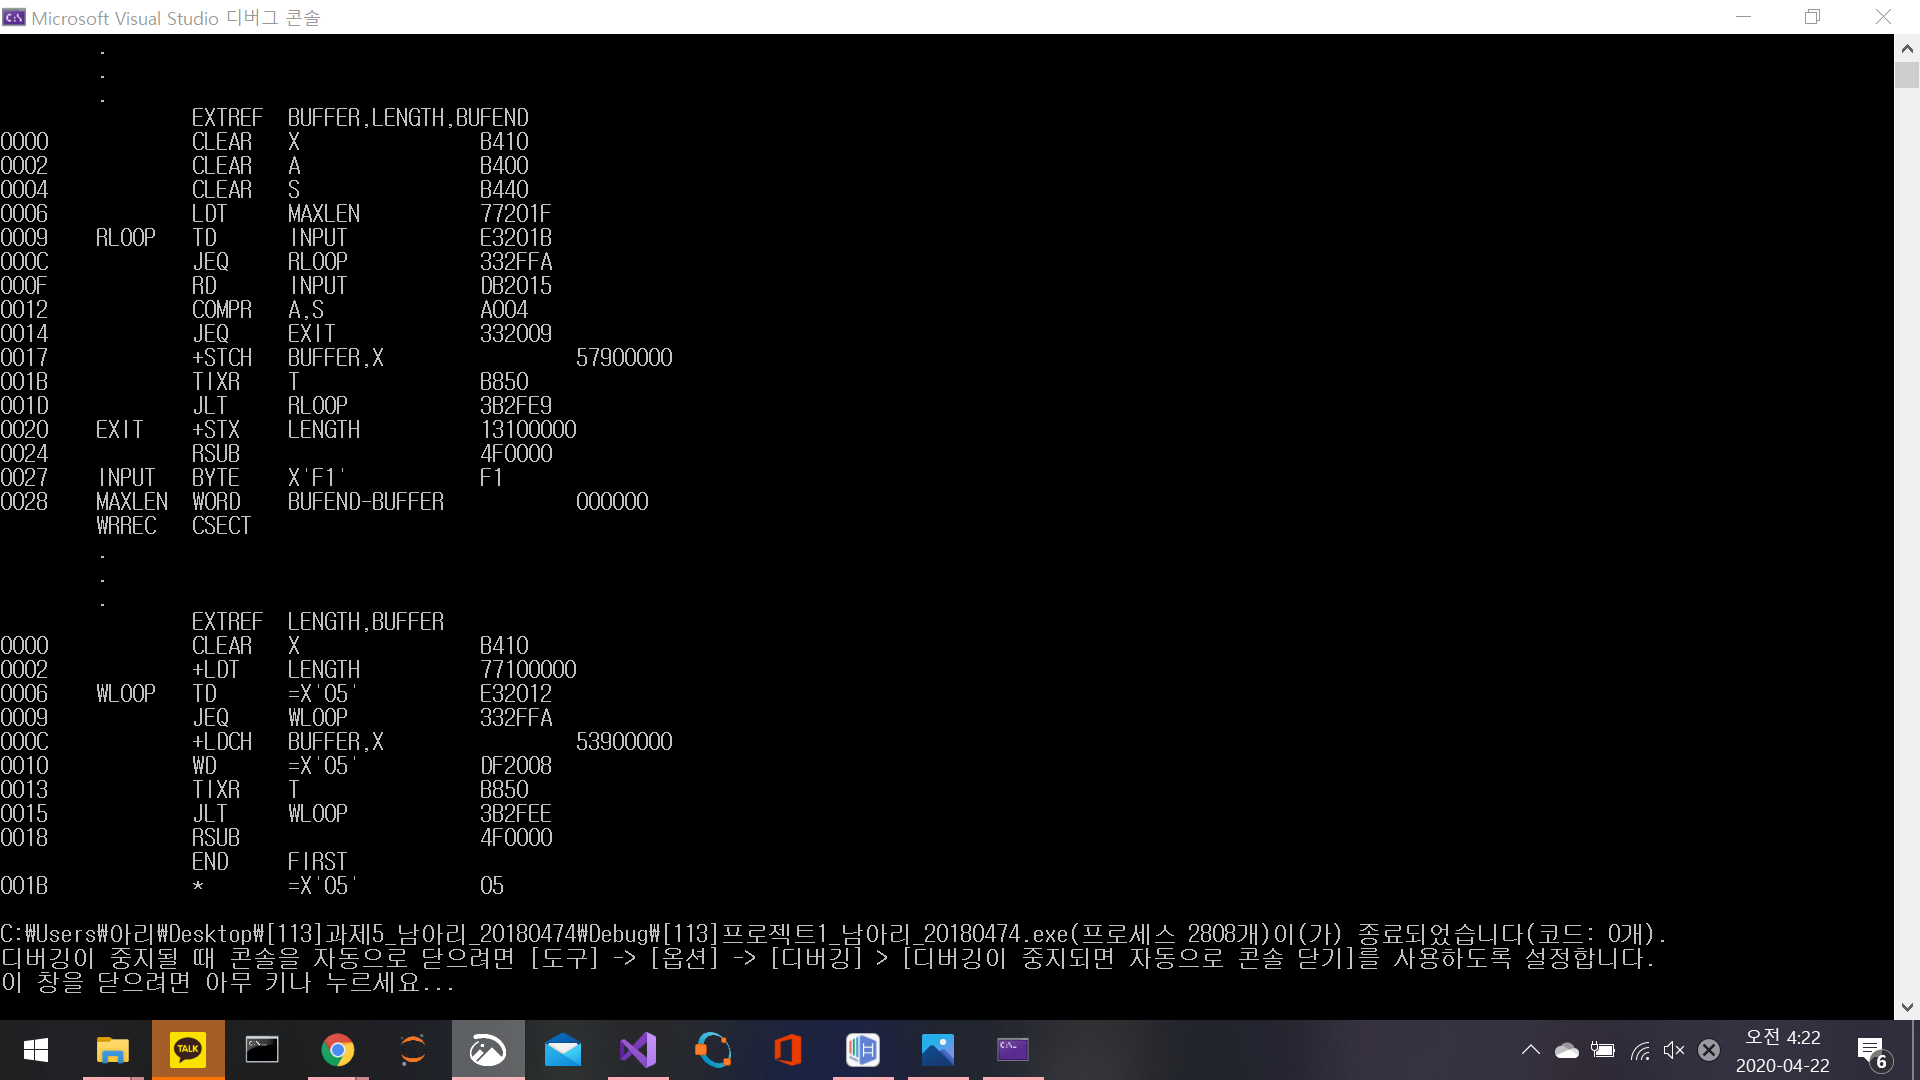 Microsoft Visual Studio 디버그 콘솔
.
.
.
EXTREF BUFFER,LENGTH,BUFEND
0000 CLEAR X B410
0002 CLEAR A B400
0004 CLEAR S B440
0006 LDT MAXLEN 77201F
0009 RLOOP TD INPUT E3201B
000C JEQ RLOOP 332FFA
000F RD INPUT DB2015
0012 COMPR A,S A004
0014 JEQ EXIT 332009
0017 +STCH BUFFER,X 57900000
001B TIXR T B850
001D JLT RLOOP 3B2FE9
0020 EXIT +STX LENGTH 13100000
0024 RSUB 4F0000
0027 INPUT BYTE X'F1' F1
0028 MAXLEN WORD BUFEND-BUFFER 000000
WRREC CSECT
.
.
.
EXTREF LENGTH,BUFFER
0000 CLEAR X B410
0002 +LDT LENGTH 77100000
0006 WLOOP TD =X'05' E32012
0009 JEQ WLOOP 332FFA
000C +LDCH BUFFER,X 53900000
0010 WD =X'05' DF2008
0013 TIXR T B850
0015 JLT WLOOP 3B2FEE
0018 RSUB 4F0000
END FIRST
001B * =X'05' 05
C:₩Users₩아리₩Desktop₩[113]과제5_남아리_20180474₩Debug₩[113]프로젝트1_남아리_20180474.exe(프로세스 2808개)이(가) 종료되었습니다(코드: 0개).
디버깅이 중지될 때 콘솔을 자동으로 닫으려면 [도구] -> [옵션] -> [디버깅] > [디버깅이 중지되면 자동으로 콘솔 닫기]를 사용하도록 설정합니다.
이 창을 닫으려면 아무 키나 누르세요...
TALK
오전 4:22
2020-04-22
6